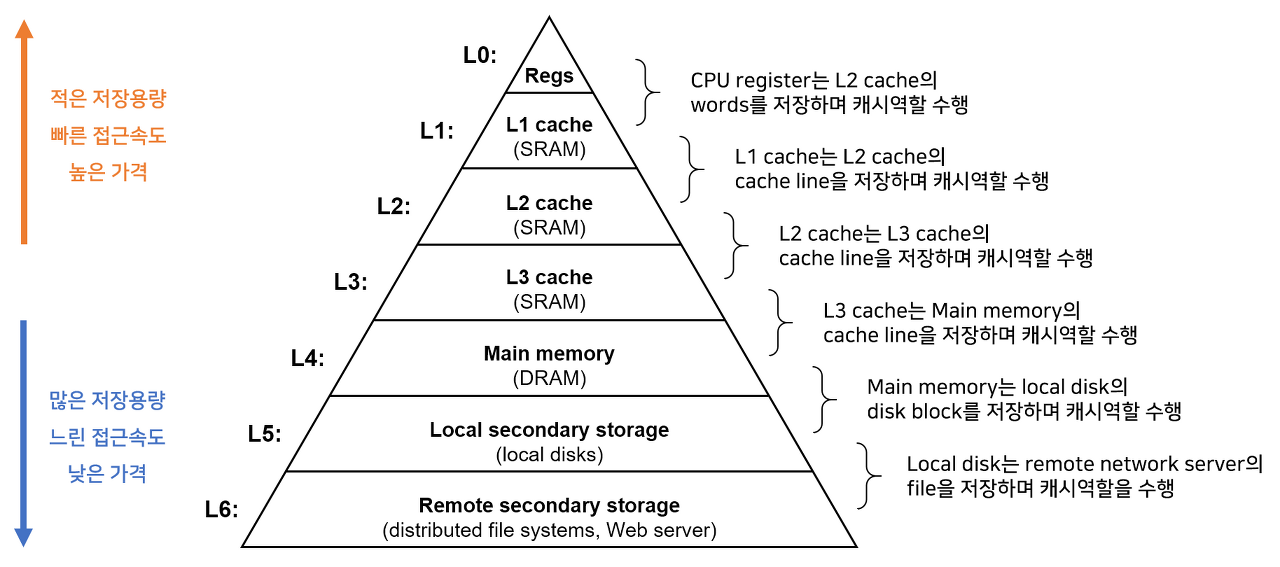 적은 저장용량
빠른 접근속도
높은 가격
많은 저장용량
느린 접근속도
낮은 가격
L0:
Regs
L1:
L1 cache
(SRAM)
L2:
L2 cache
(SRAM)
L3:
L3 cache
(SRAM)
L4:
Main memory
(DRAM)
L5:
Local secondary storage
(local disks)
L6:
Remote secondary storage
(distributed file systems, Web server)
CPU register는 L2 cache의
words를 저장하며 캐시역할 수행
L1 cache는 L2 cache의
cache line을 저장하며 캐시역할 수행
L2 cache는 L3 cache의
cache line을 저장하며 캐시역할 수행
L3 cache는 Main memory의
cache line을 저장하며 캐시역할 수행
Main memory는 local disk의
disk block를 저장하며 캐시역할 수행
Local disk는 remote network server의
file을 저장하며 캐시역할을 수행